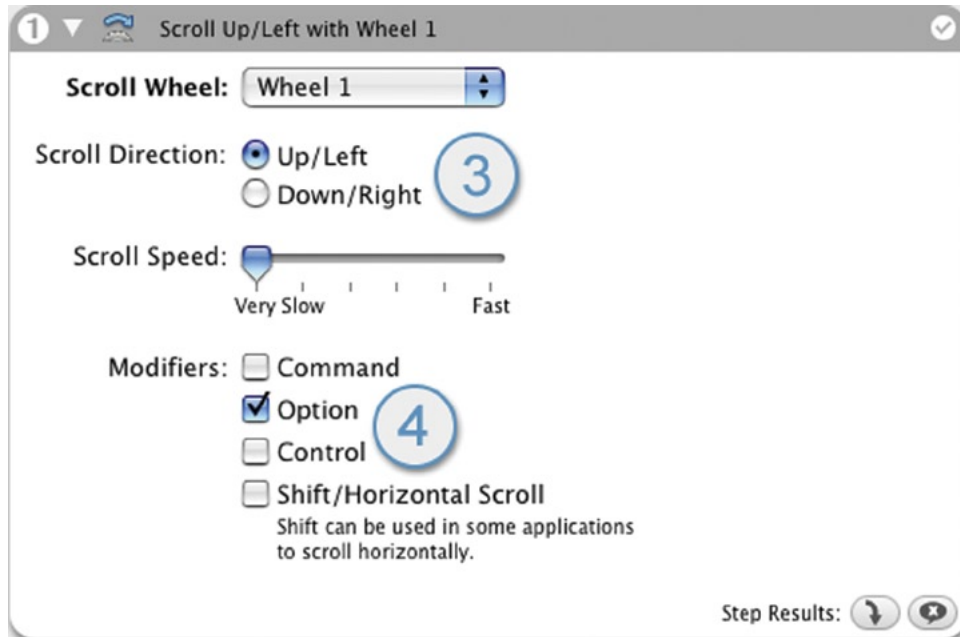 1 Scroll Up/Left with Wheel 1
Scroll Wheel: Wheel 1
Scroll Direction: Up/Left
3
Down/Right
Scroll Speed:
Very Slow Fast
Modifiers: Command
Option
4
Control
Shift/Horizontal Scroll
Shift can be used in some applications
to scroll horizontally.
Step Results: